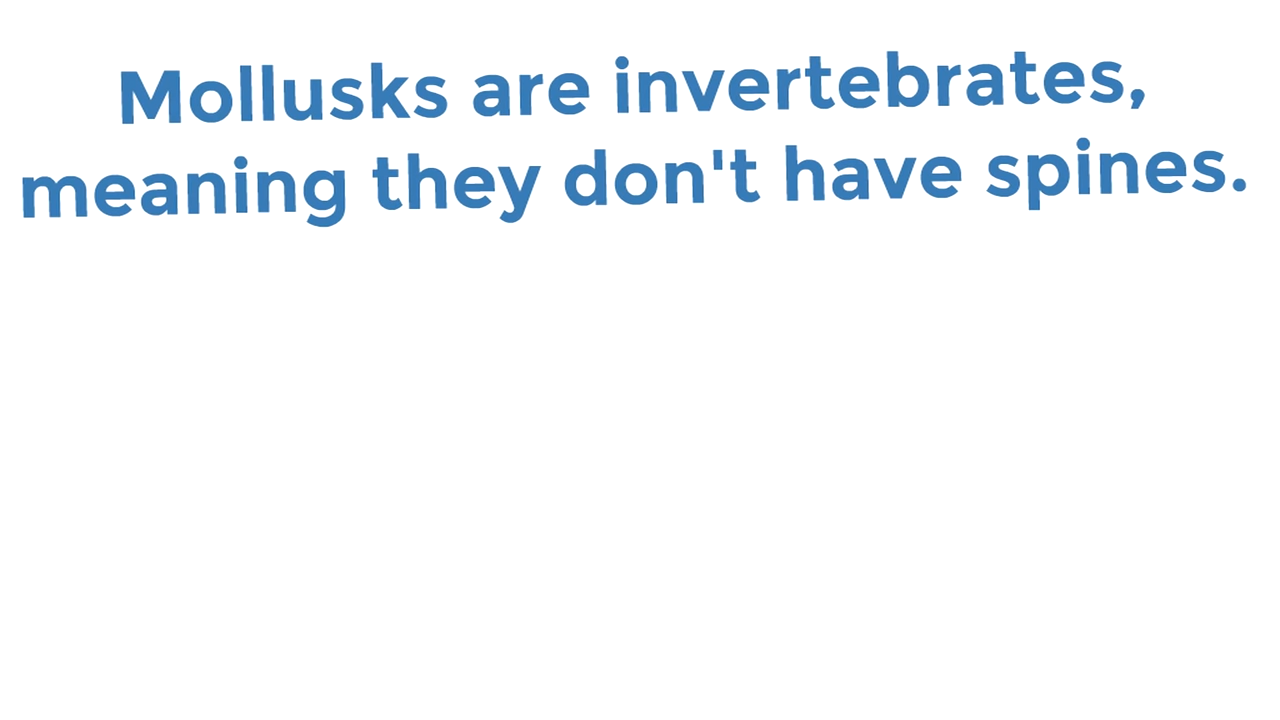 Mollusks are invertebrates,
meaning they don't have spines.